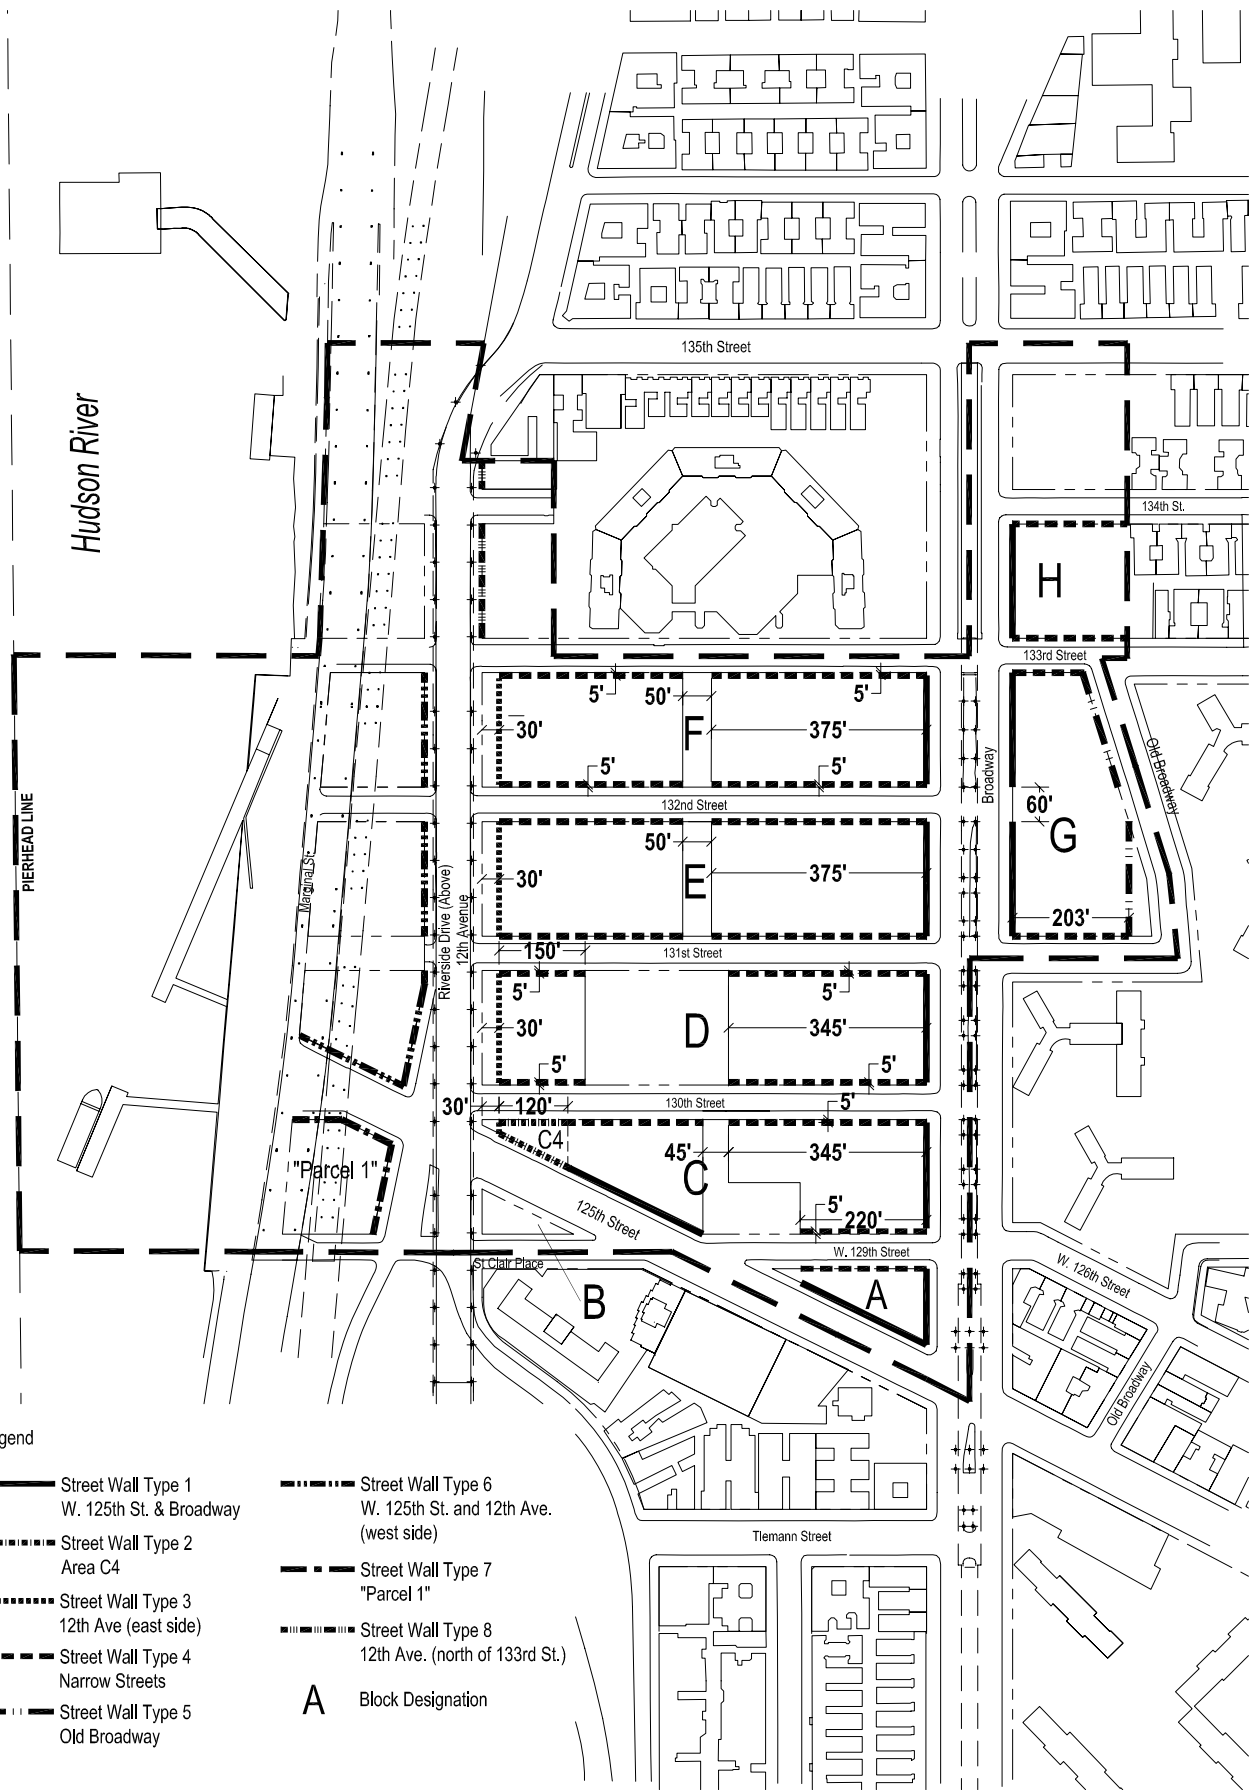 135th Street
Hudson River
134th St.
H
133rd Street
5'
50'
5'
30'
F
375'
5'
5'
Broadway
Old Broadway
PIERHEAD LINE
132nd Street
60'
G
50'
Marginal St.
Riverside Drive (Above)
12th Avenue
30'
E
375'
203'
150'
131st Street
5'
5'
30'
D
345'
5'
5'
30'
120'
130th Street
5'
C4
"Parcel 1"
45'
C
345'
125th Street
5'
220'
W. 129th Street
St Clair Place
W. 126th Street
B
A
Old Broadway
gend
Street Wall Type 1
W. 125th St. & Broadway
Street Wall Type 2
Area C4
Street Wall Type 3
12th Ave (east side)
Street Wall Type 4
Narrow Streets
Street Wall Type 5
Old Broadway
Street Wall Type 6
W. 125th St. and 12th Ave.
(west side)
Street Wall Type 7
"Parcel 1"
Street Wall Type 8
12th Ave. (north of 133rd St.)
A Block Designation
Tlemann Street